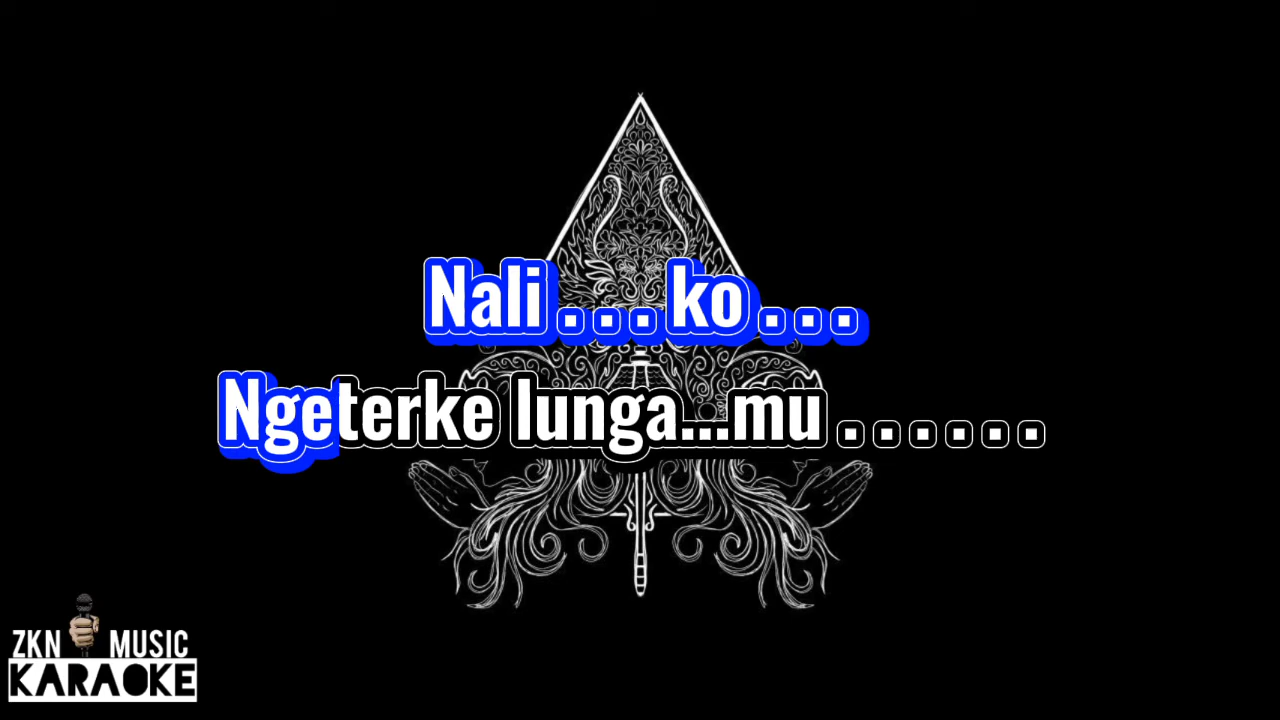 Nali . . . ko . . .
Ngeterke lunga...mu . . . . . .
ZKN MUSIC
KARAOKE